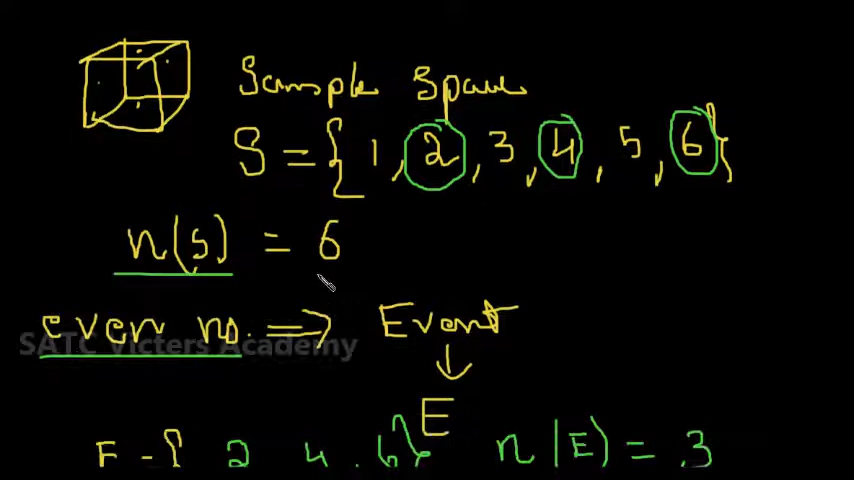 Sample Space
S = { 1, 2, 3, 4, 5, 6 }
n(S) = 6
even no. => Event
SATC Victers Academy
↓
E
E = { 2 4 , 6 } n(E) = 3